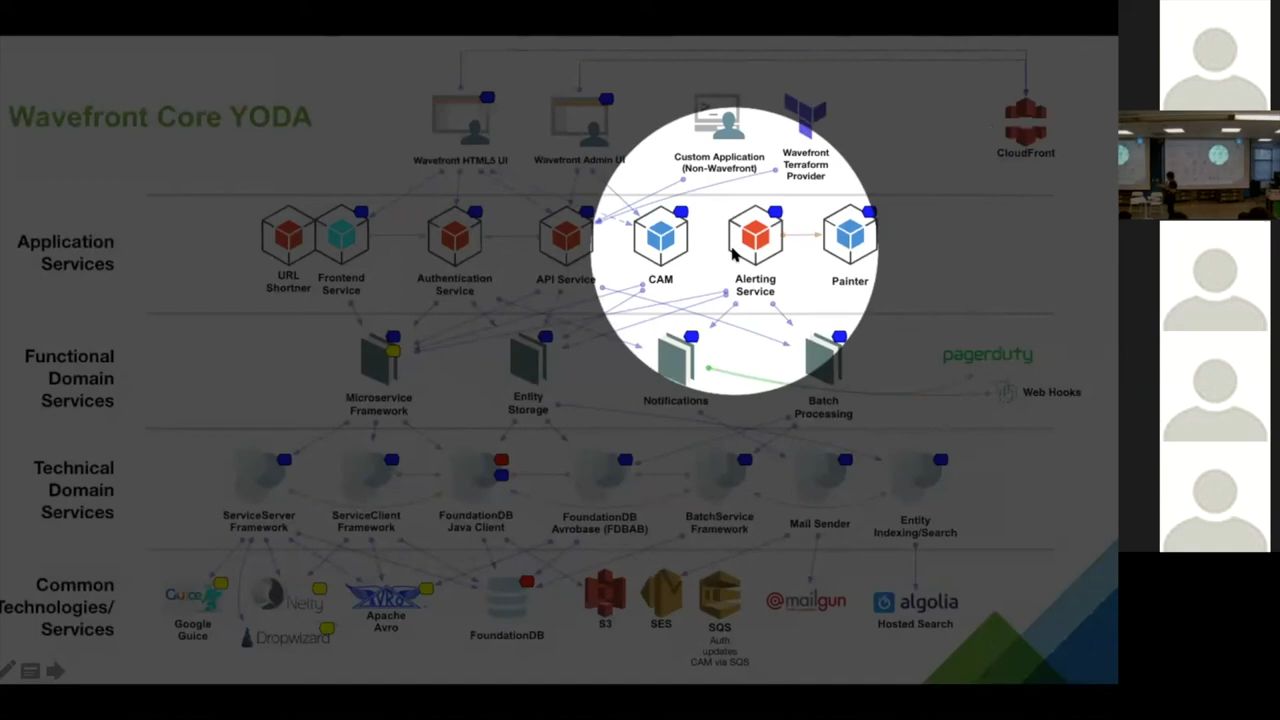 Wavefront Core YODA
Wavefront HTML5 UI
Wavefront Admin UI
Custom Application
(Non-Wavefront)
Wavefront
Terraform
Provider
CloudFront
Application
Services
URL
Shortner
Frontend
Service
Authentication
Service
API Service
CAM
Alerting
Service
Painter
Functional
Domain
Services
Microservice
Framework
Entity
Storage
Notifications
Batch
Processing
pagerduty
Web Hooks
Technical
Domain
Services
ServiceServer
Framework
ServiceClient
Framework
FoundationDB
Java Client
FoundationDB
Avrobase (FDBAB)
BatchService
Framework
Mail Sender
Entity
Indexing/Search
Common
Technologies/
Services
Guice
Google
Guice
Netty
Dropwizard
AVRO
Apache
Avro
FoundationDB
S3
SES
SQS
Auth
updates
CAM via SQS
@mailgun
algolia
Hosted Search